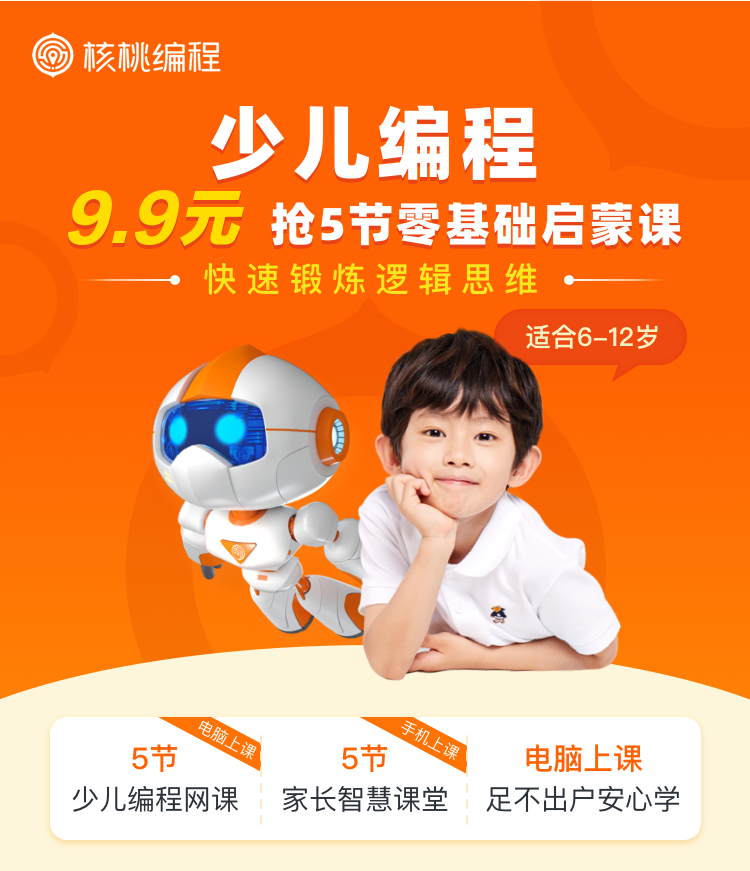 核桃编程
少儿编程
9.9元 抢5节零基础启蒙课
快速锻炼逻辑思维
适合6-12岁
电脑上课
手机上课
5节
5节
电脑上课
少儿编程网课
家长智慧课堂
足不出户安心学